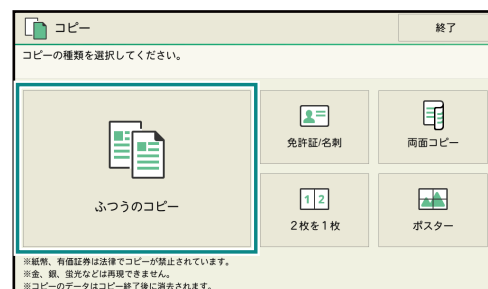 コピー
終了
コピーの種類を選択してください。
ふつうのコピー
免許証/名刺
両面コピー
1 2
2枚を1枚
ポスター
※紙幣、有価証券は法律でコピーが禁止されています。
※金、銀、蛍光などは再現できません。
※コピーのデータはコピー終了後に消去されます。